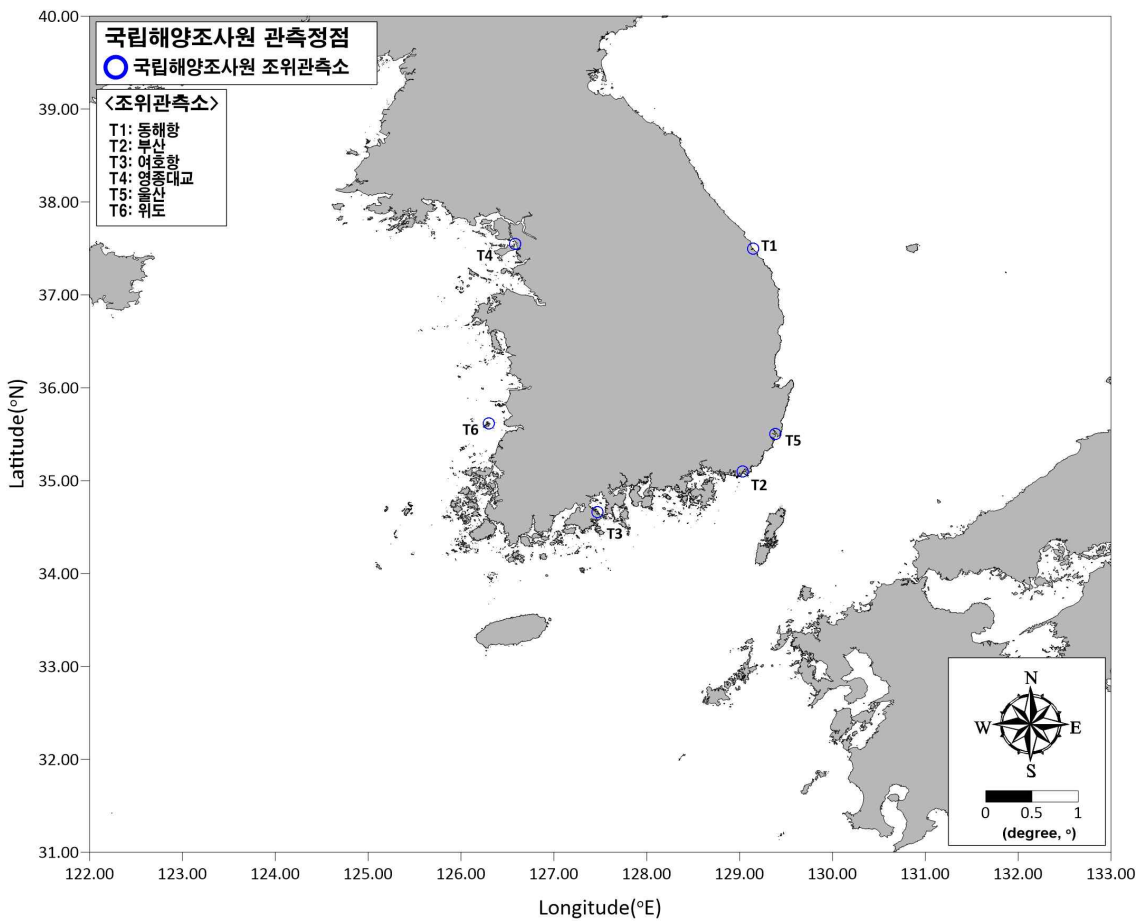 국립해양조사원 관측정점
국립해양조사원 조위관측소
<조위관측소>
T1: 동해항
T2: 부산
T3: 여호항
T4: 영종대교
T5: 울산
T6: 위도
40.00
39.00
38.00
37.00
36.00
35.00
34.00
33.00
32.00
31.00
Latitude(oN)
T1
T4
T6
T5
T2
T3
N
W E
S
0 0.5 1
(degree, o)
122.00 123.00 124.00 125.00 126.00 127.00 128.00 129.00 130.00 131.00 132.00 133.00
Longitude(oE)